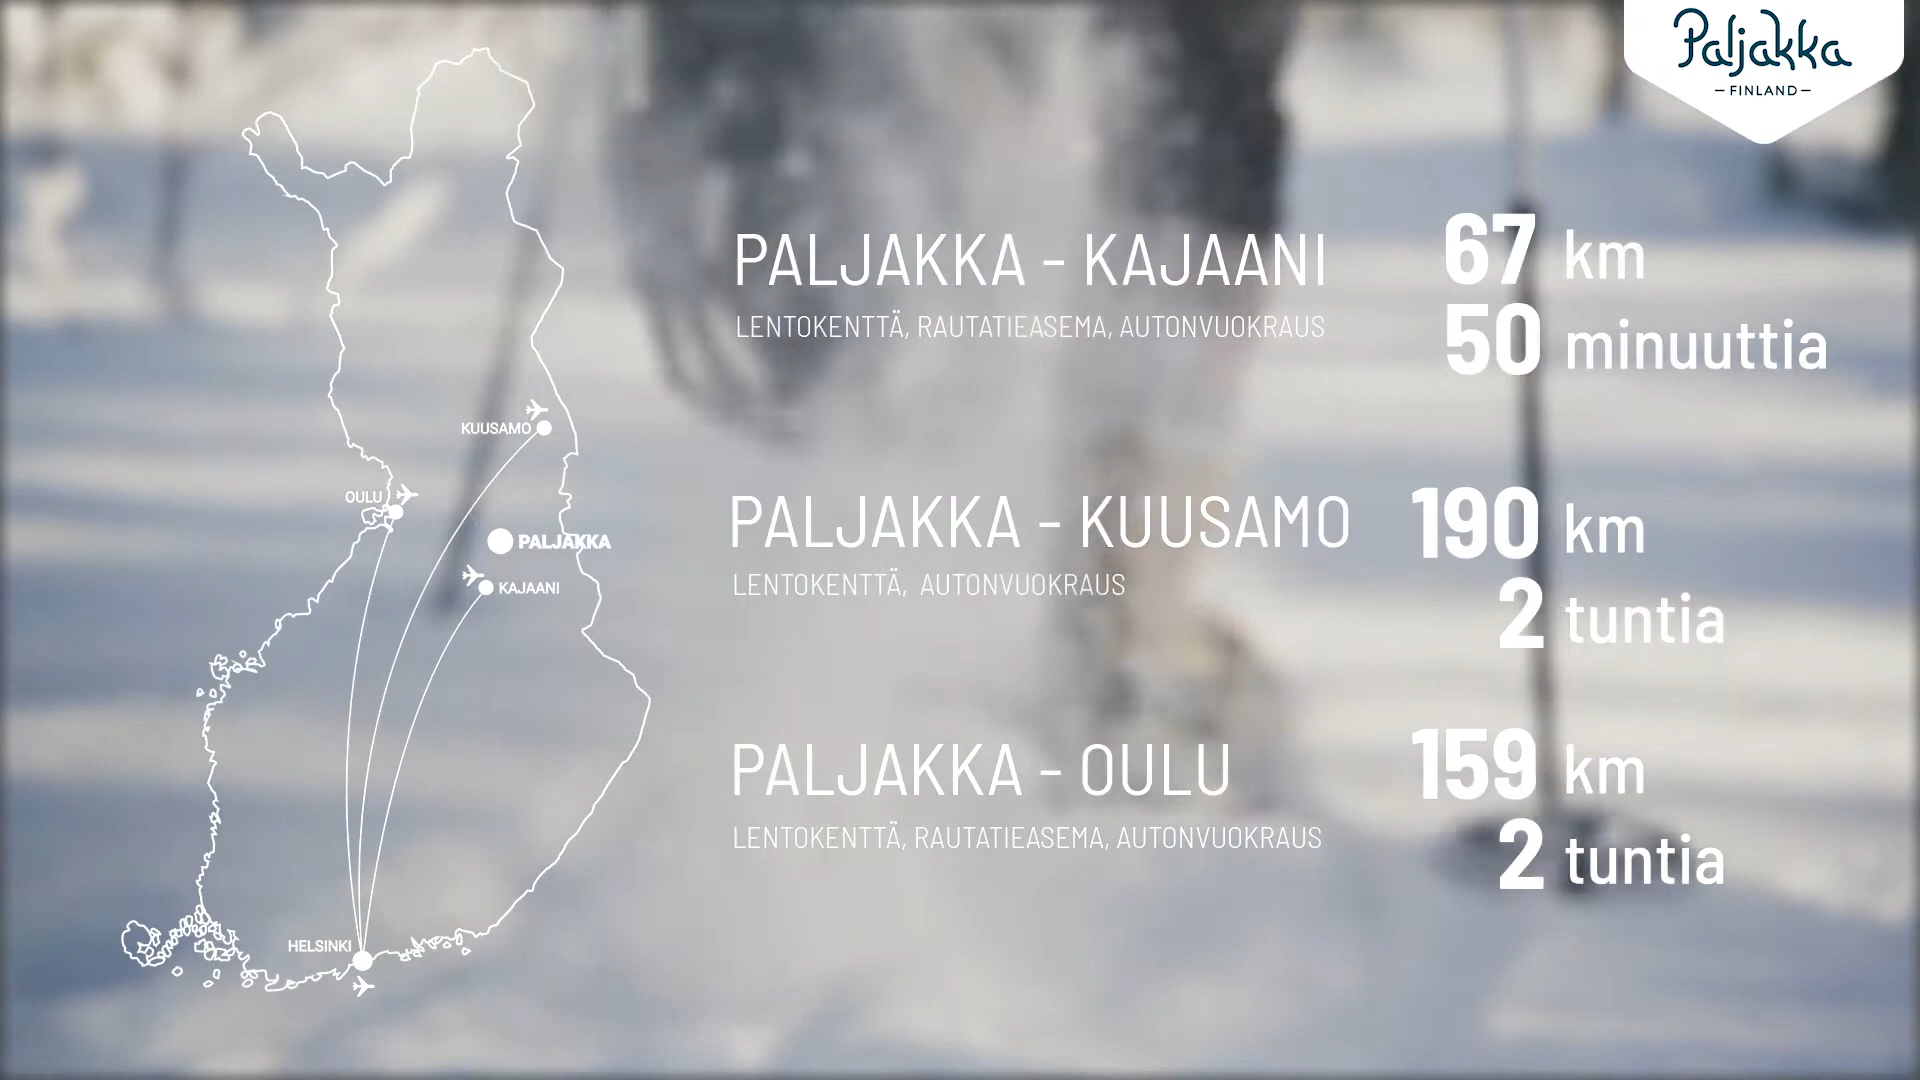 Paljakka
– FINLAND –
PALJAKKA - KAJAANI
67 km
LENTOKENTTÄ, RAUTATIEASEMA, AUTONVUOKRAUS
50 minuuttia
KUUSAMO
OULU
PALJAKKA
KAJAANI
PALJAKKA - KUUSAMO
190 km
LENTOKENTTÄ, AUTONVUOKRAUS
2 tuntia
PALJAKKA - OULU
159 km
LENTOKENTTÄ, RAUTATIEASEMA, AUTONVUOKRAUS
2 tuntia
HELSINKI